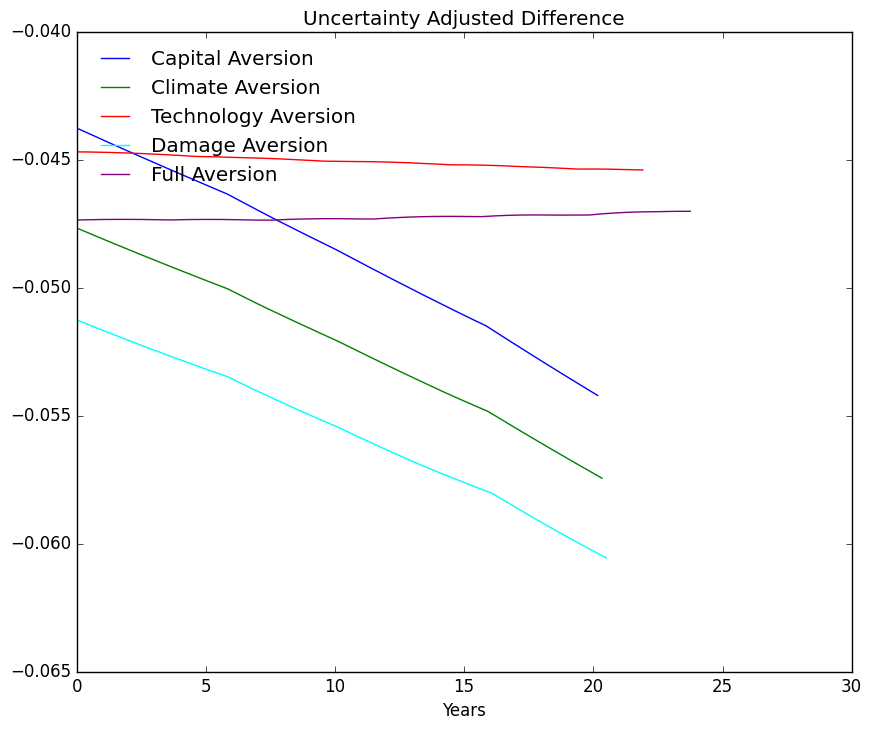 Uncertainty Adjusted Difference
−0.040
−0.045
−0.050
−0.055
−0.060
−0.065
Capital Aversion
Climate Aversion
Technology Aversion
Damage Aversion
Full Aversion
0 5 10 15 20 25 30
Years